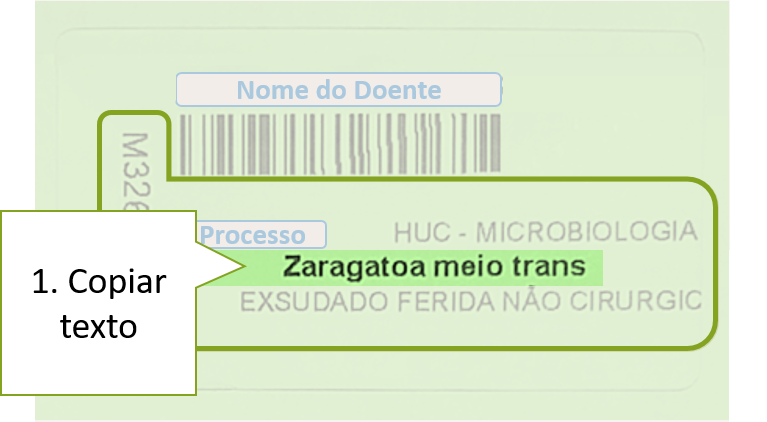 Nome do Doente
M326
Processo
HUC - MICROBIOLOGIA
Zaragatoa meio trans
EXSUDADO FERIDA NÃO CIRURGIC
1. Copiar
texto